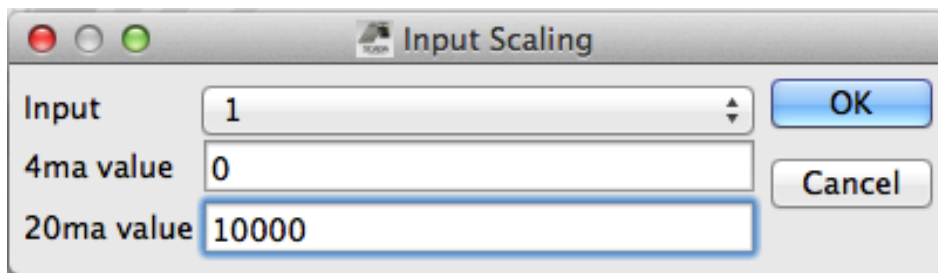 Input Scaling
Input 1 OK
4ma value 0
Cancel
20ma value 10000